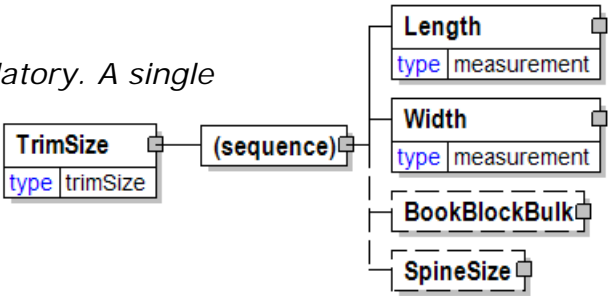 latory. A single
TrimSize
type trimSize
(sequence)
Length
type measurement
Width
type measurement
BookBlockBulk
SpineSize